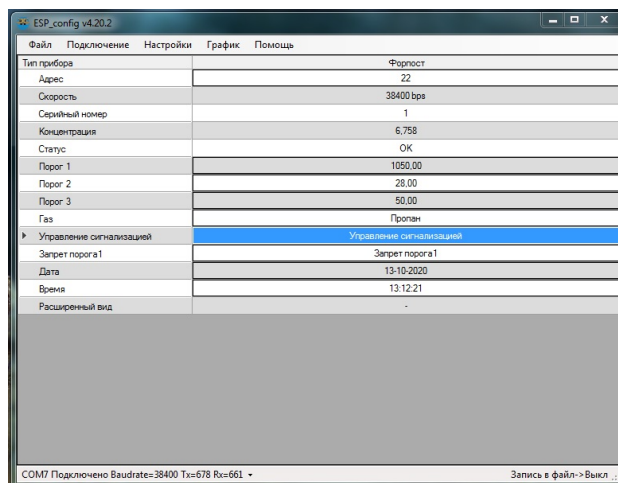 ESP_config v4.20.2
Файл Подключение Настройки График Помощь
Тип прибора Форпост
Адрес 22
Скорость 38400 bps
Серийный номер 1
Концентрация 6,758
Статус OK
Порог 1 1050,00
Порог 2 28,00
Порог 3 50,00
Газ Пропан
Управление сигнализацией Управление сигнализацией
Запрет порога1 Запрет порога1
Дата 13-10-2020
Время 13:12:21
Расширенный вид -
COM7 Подключено Baudrate=38400 Tx=678 Rx=661 Запись в файл->Выкл